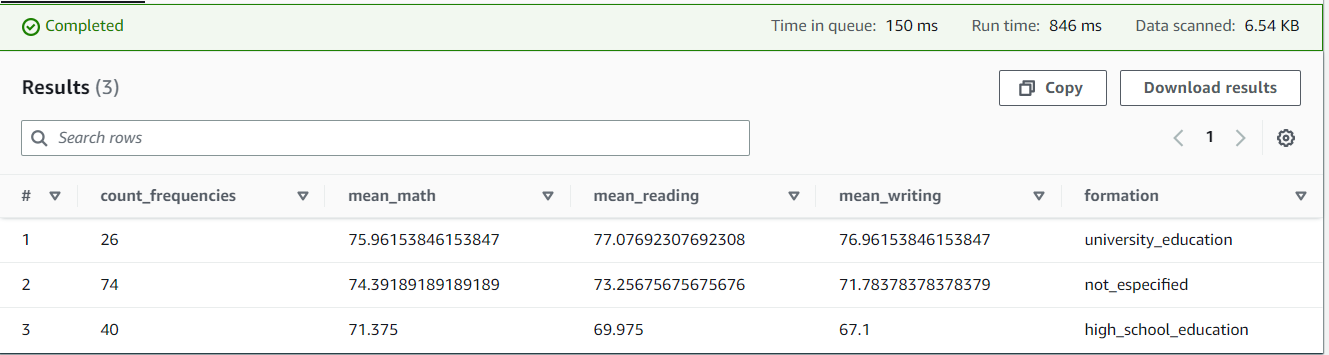 Completed Time in queue: 150 ms Run time: 846 ms Data scanned: 6.54 KB
Results (3) Copy Download results
Search rows 1
# count_frequencies mean_math mean_reading mean_writing formation
1 26 75.96153846153847 77.07692307692308 76.96153846153847 university_education
2 74 74.39189189189189 73.25675675675676 71.78378378378379 not_especified
3 40 71.375 69.975 67.1 high_school_education